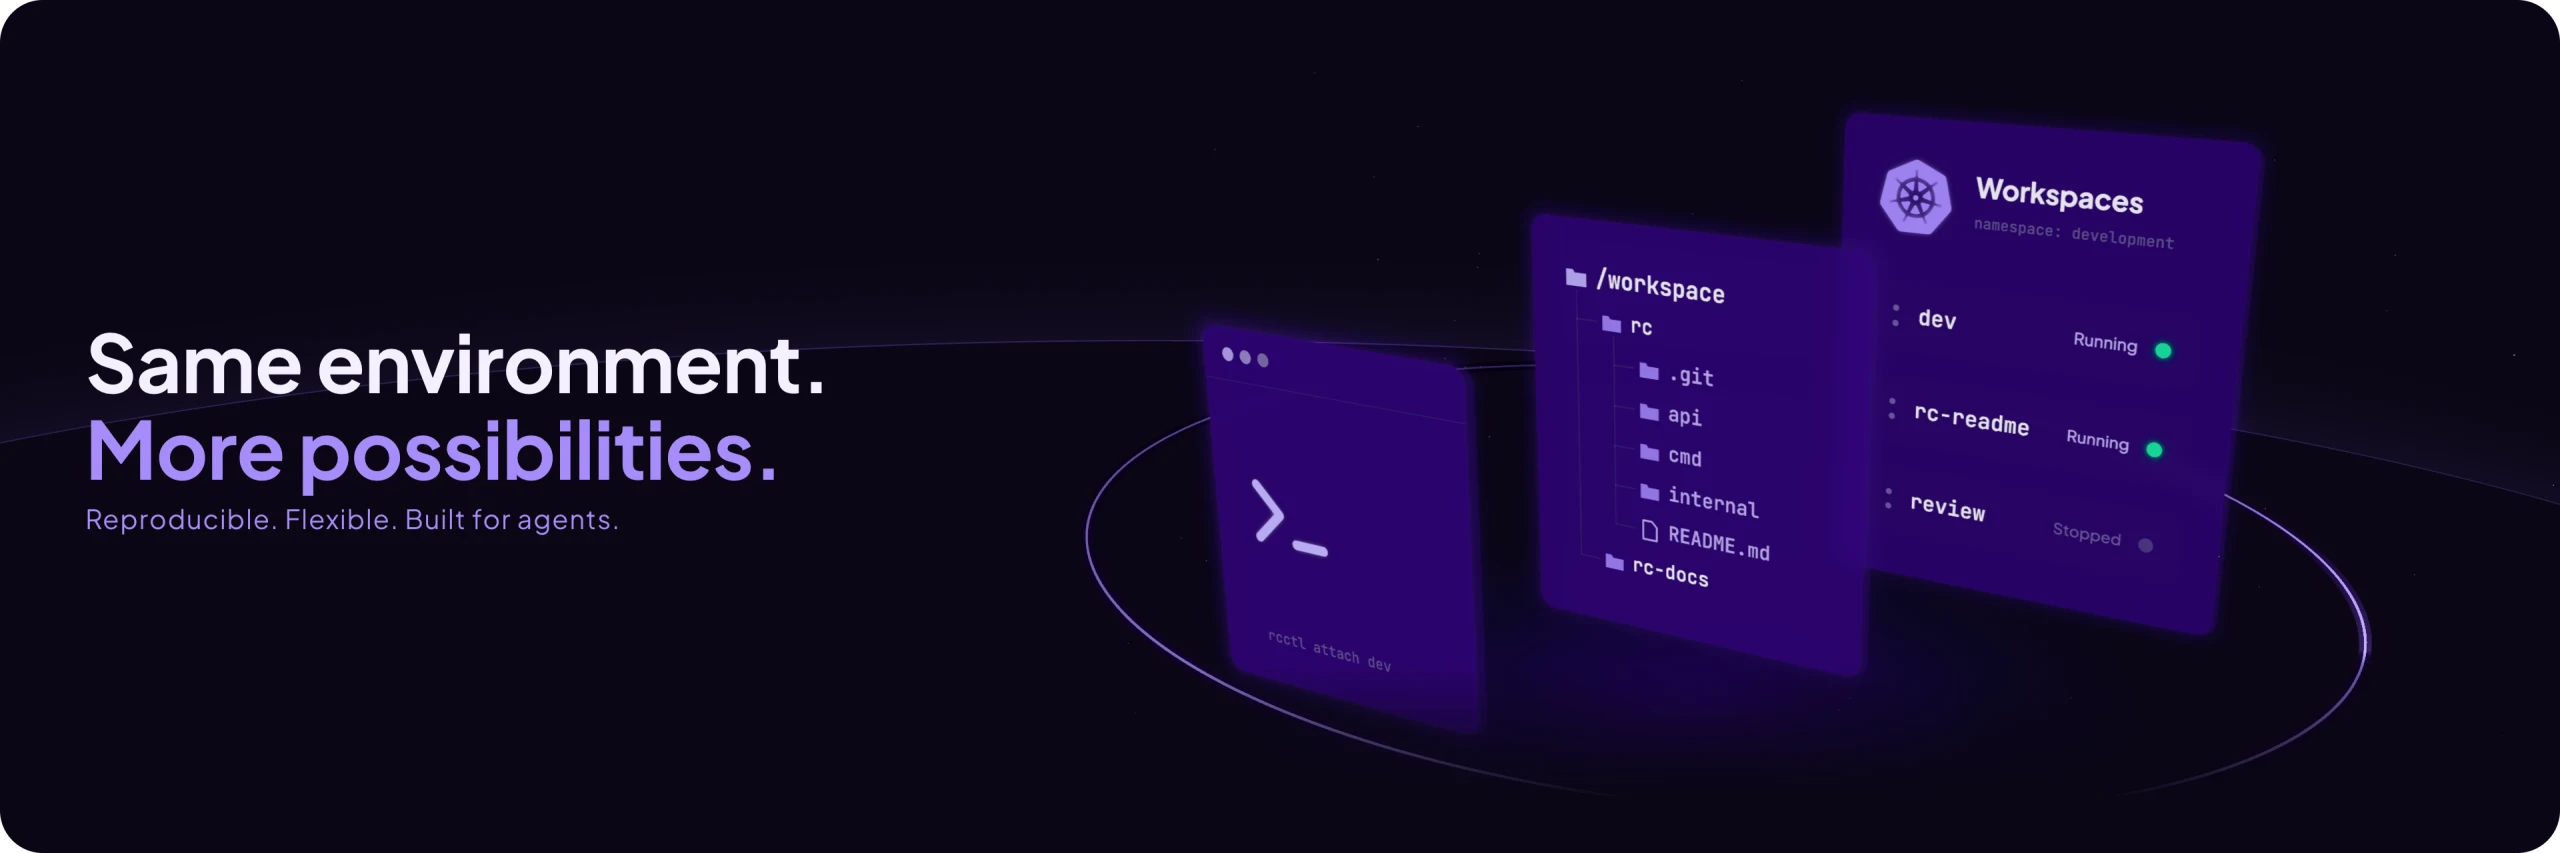 Same environment.
More possibilities.
Reproducible. Flexible. Built for agents.
rcctl attach dev
/workspace
rc
.git
api
cmd
internal
README.md
rc-docs
Workspaces
namespace: development
dev Running
rc-readme Running
review Stopped